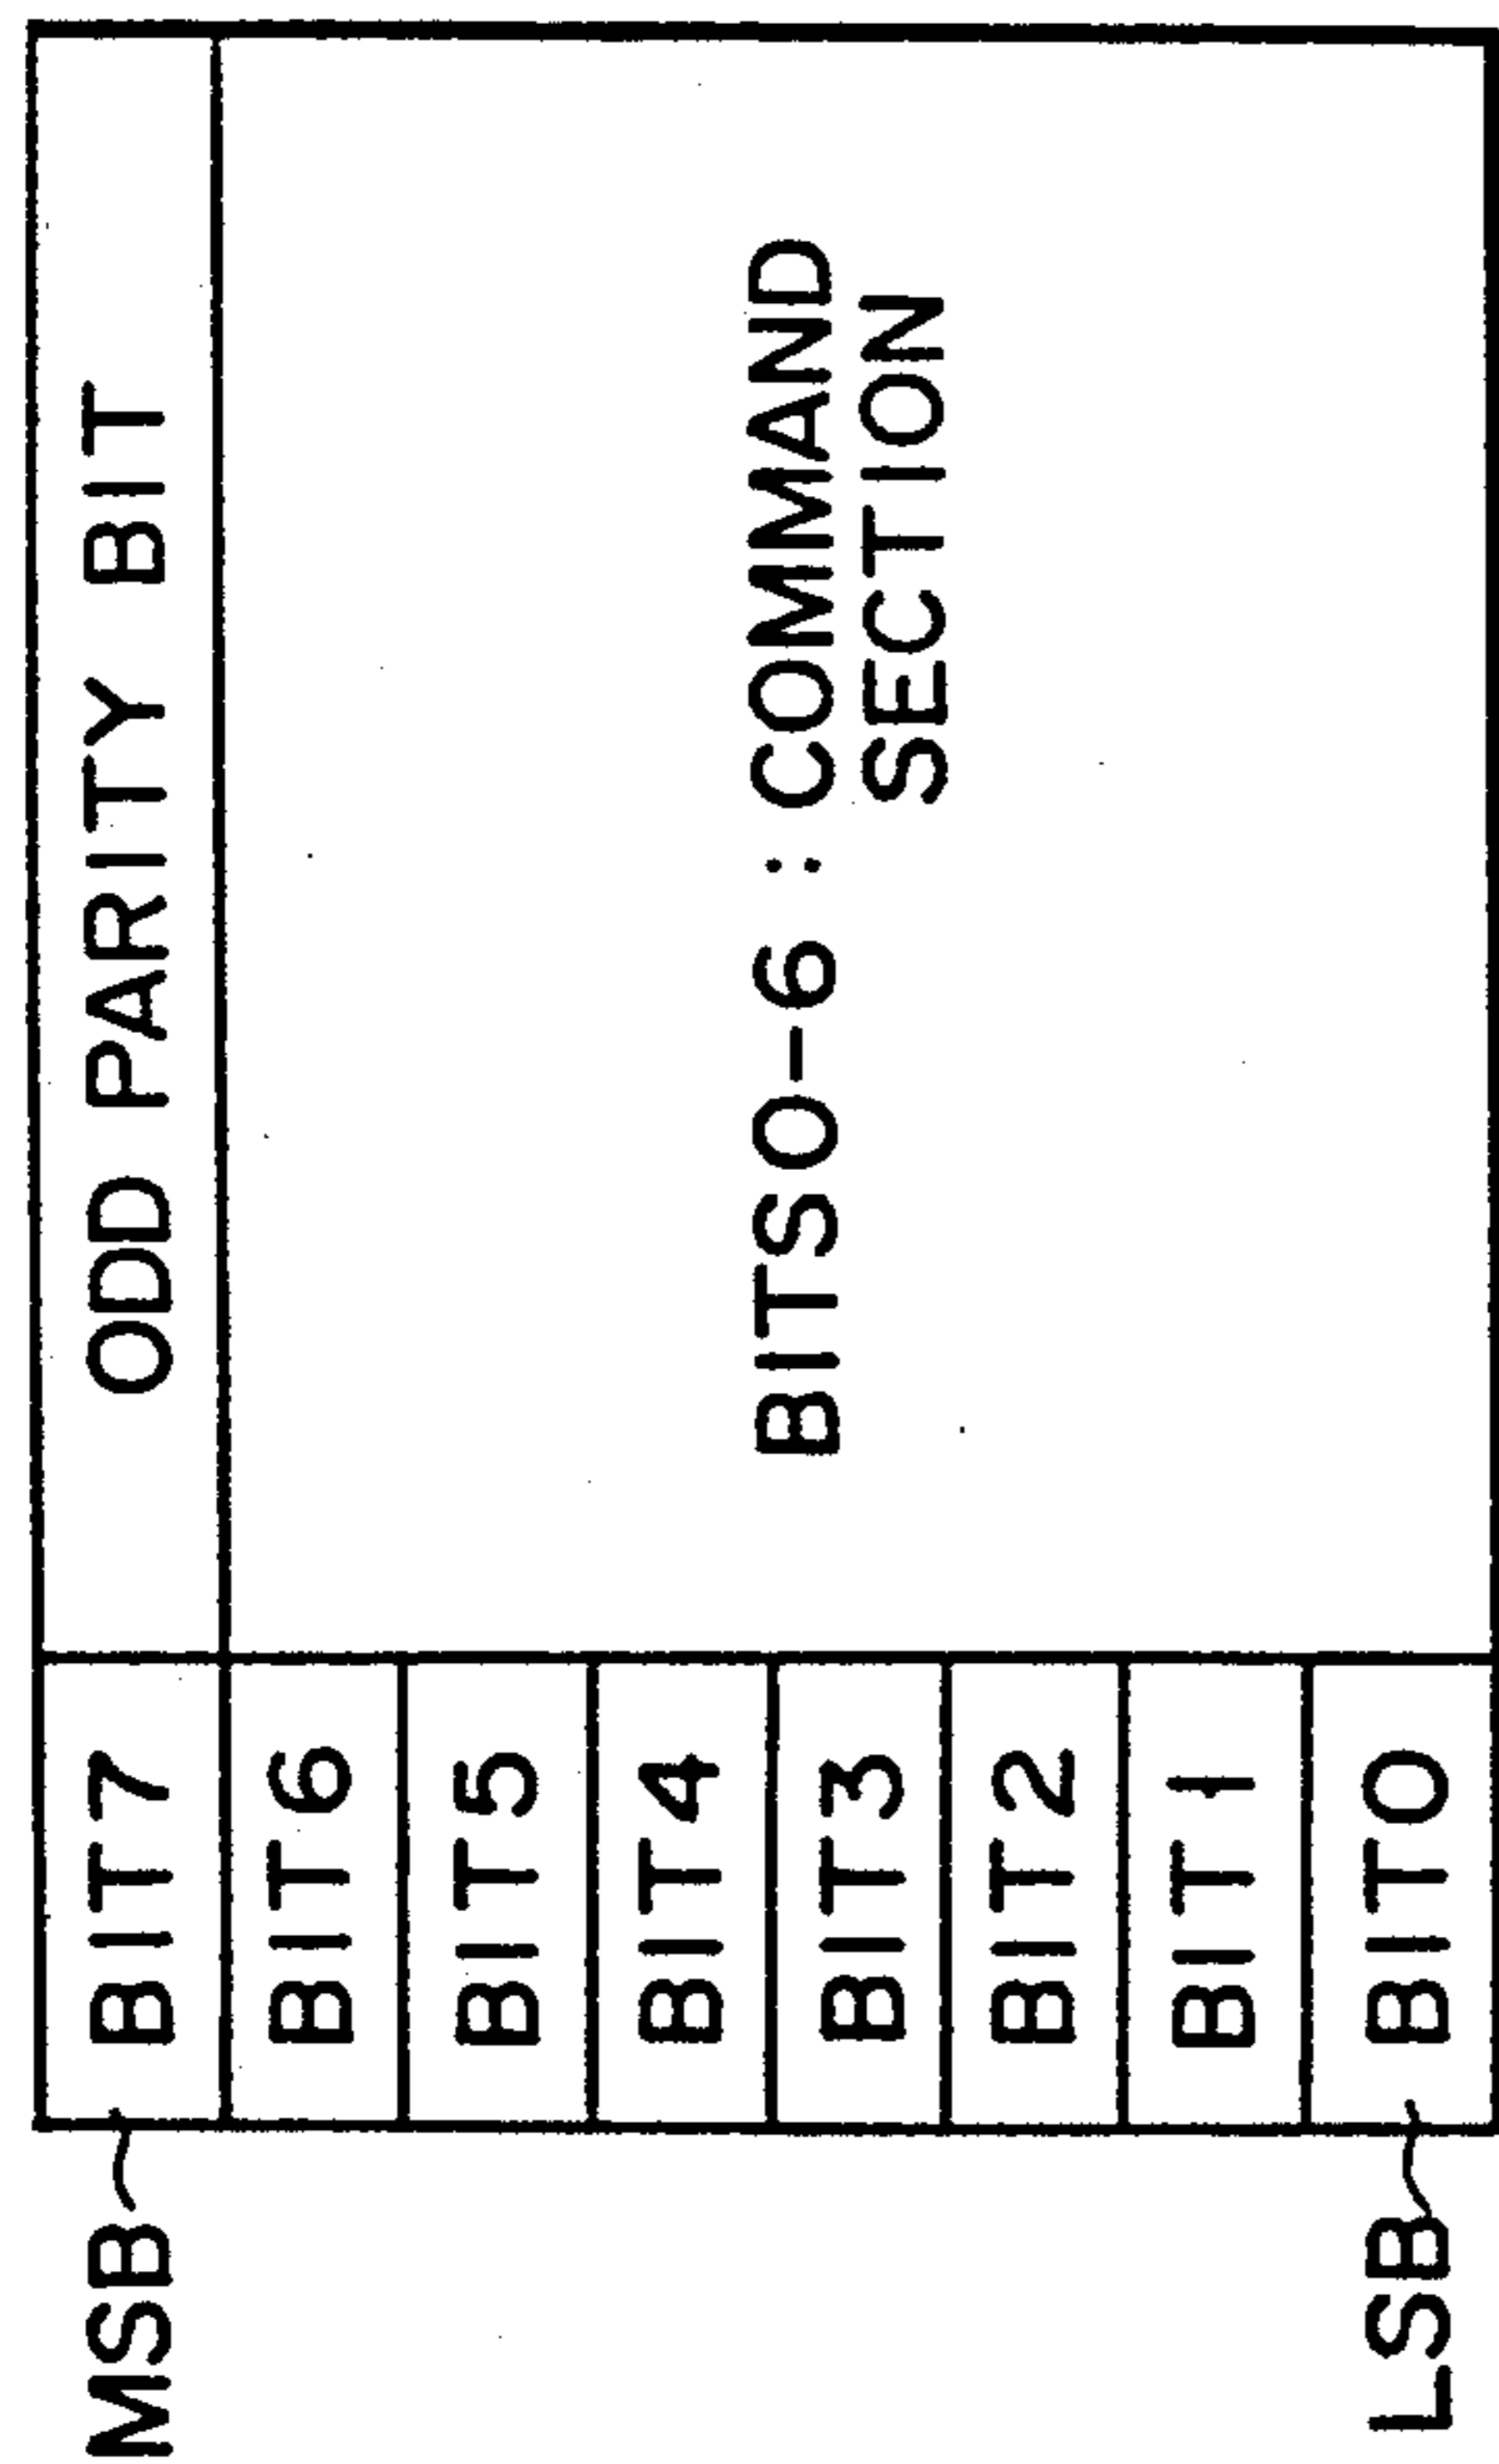 MSB BIT7 ODD PARITY BIT
BIT6
BIT5
BIT4
BIT3 BITS0-6 : COMMAND
SECTION
BIT2
BIT1
LSB BIT0